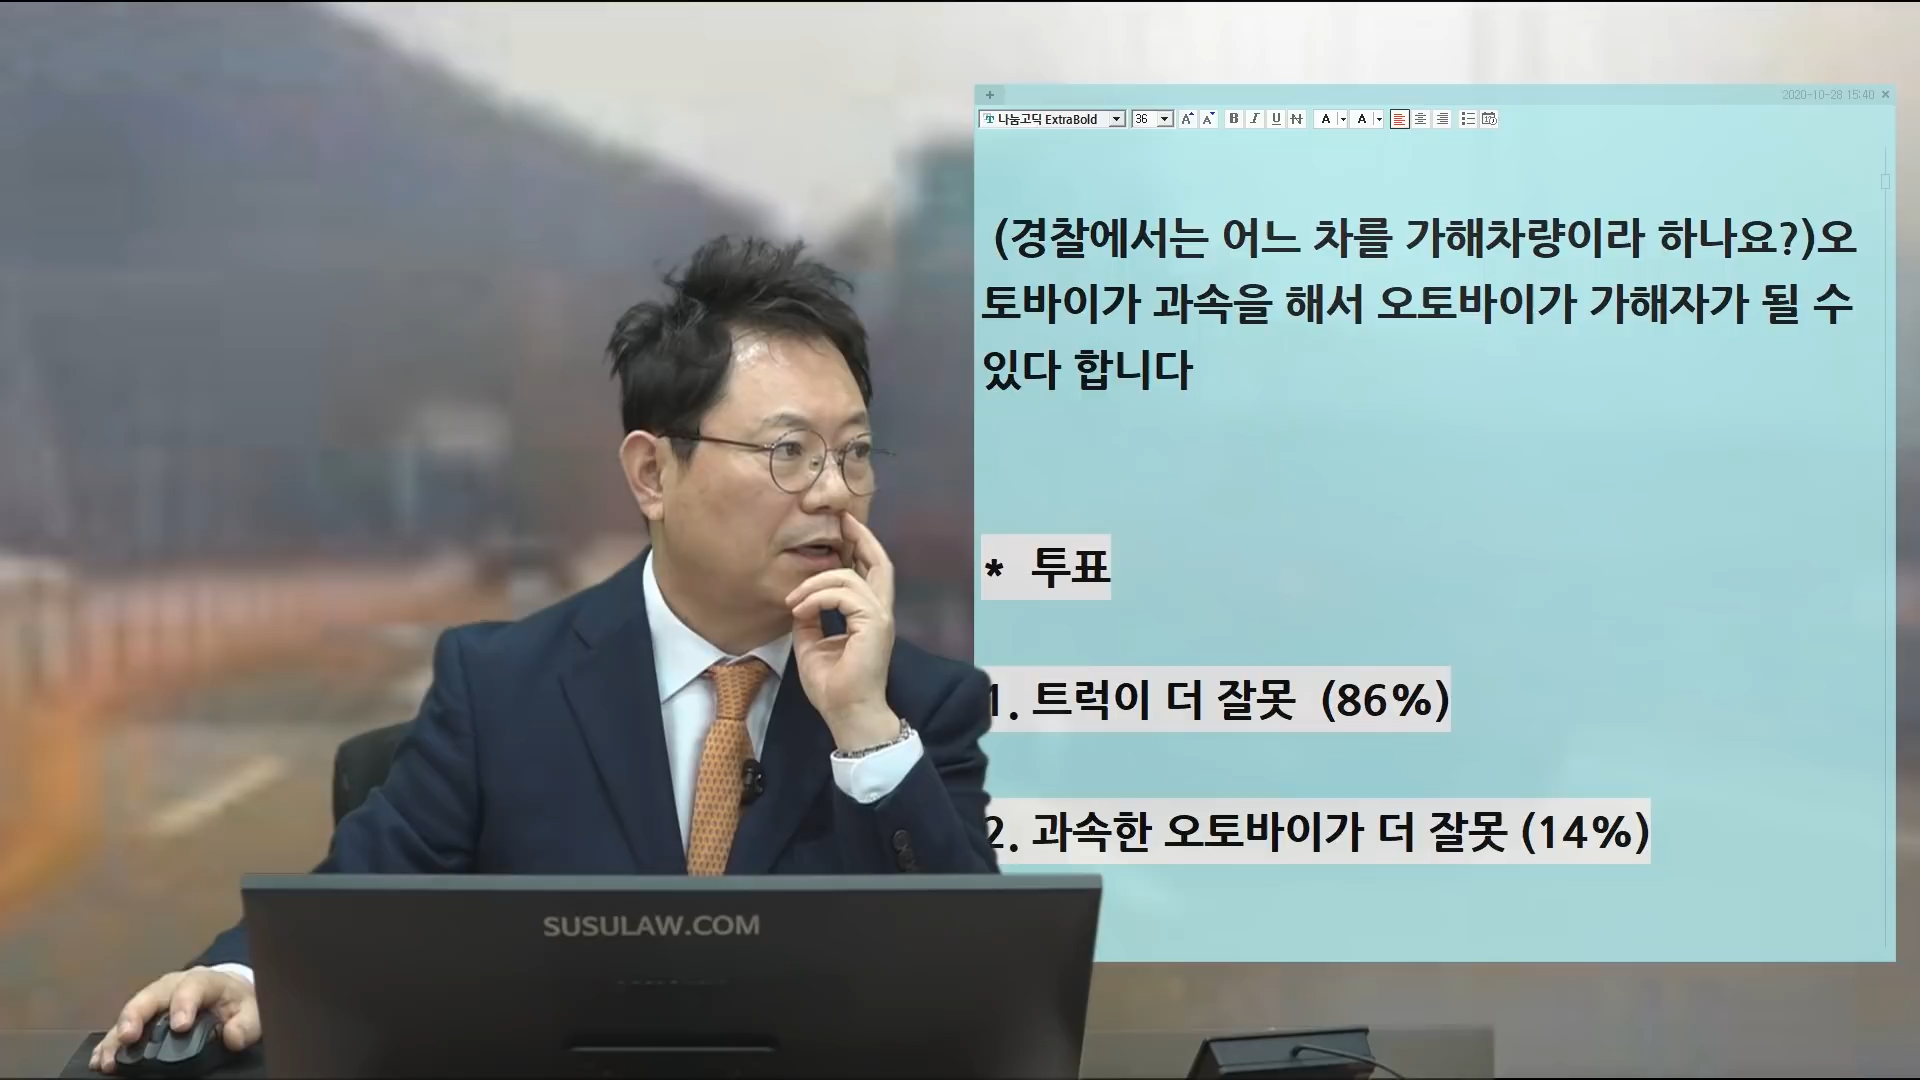 2020-10-28 15:40
나눔고딕 ExtraBold 36
(경찰에서는 어느 차를 가해차량이라 하나요?)오
토바이가 과속을 해서 오토바이가 가해자가 될 수
있다 합니다
* 투표
1. 트럭이 더 잘못 (86%)
2. 과속한 오토바이가 더 잘못 (14%)
SUSULAW.COM